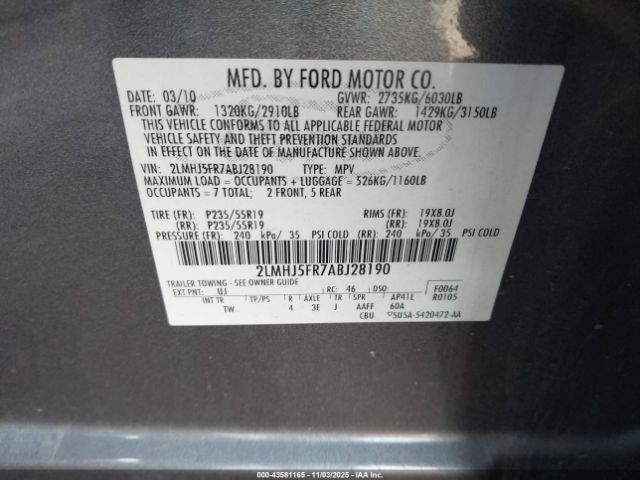 MFD. BY FORD MOTOR CO.
DATE: 03/10 GVWR: 2735KG/6030LB
FRONT GAWR: 1320KG/2910LB REAR GAWR: 1429KG/3150LB
THIS VEHICLE CONFORMS TO ALL APPLICABLE FEDERAL MOTOR
VEHICLE SAFETY AND THEFT PREVENTION STANDARDS IN
EFFECT ON THE DATE OF MANUFACTURE SHOWN ABOVE.
VIN: 2LMHJ5FR7ABJ28190 TYPE: MPV
MAXIMUM LOAD = OCCUPANTS + LUGGAGE = 526KG/1160LB
OCCUPANTS = 7 TOTAL: 2 FRONT, 5 REAR
TIRE (FR): P235/55R19 RIMS (FR): 19X8.0J
(RR): P235/55R19 (RR): 19X8.0J
PRESSURE (FR): 240 kPa/ 35 PSI COLD (RR): 240 kPa/ 35 PSI COLD
2LMHJ5FR7ABJ28190
TRAILER TOWING - SEE OWNER GUIDE
EXT PNT: UJ RC: 46 DSO: F0064
INT TR TP/PS R AXLE TR SPR AP41L R0105
TW 4 3E J AAFF 60A
CBU 5U5A-5420472-AA
00-43581165 - 11/03/2025 - IAAI.ca